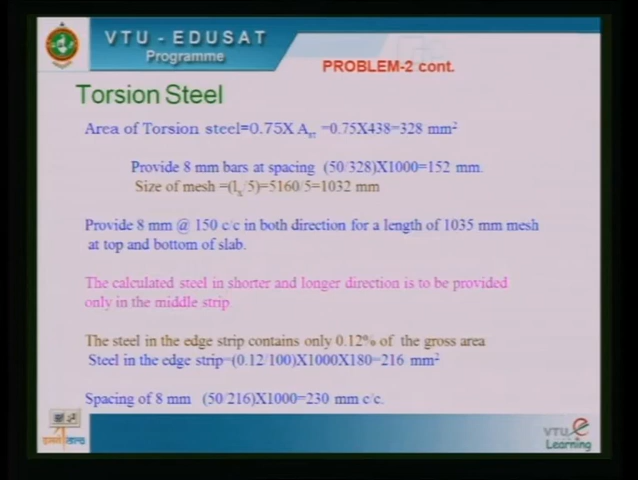 VTU - EDUSAT
Programme
PROBLEM-2 cont.
Torsion Steel
Area of Torsion steel=0.75X Ast =0.75X438=328 mm²
Provide 8 mm bars at spacing (50/328)X1000=152 mm.
Size of mesh =(lx/5)=5160/5=1032 mm
Provide 8 mm @ 150 c/c in both direction for a length of 1035 mm mesh
at top and bottom of slab.
The calculated steel in shorter and longer direction is to be provided
only in the middle strip
The steel in the edge strip contains only 0.12% of the gross area
Steel in the edge strip=(0.12/100)X1000X180=216 mm²
Spacing of 8 mm (50/216)X1000=230 mm c/c.
VTU e
Learning